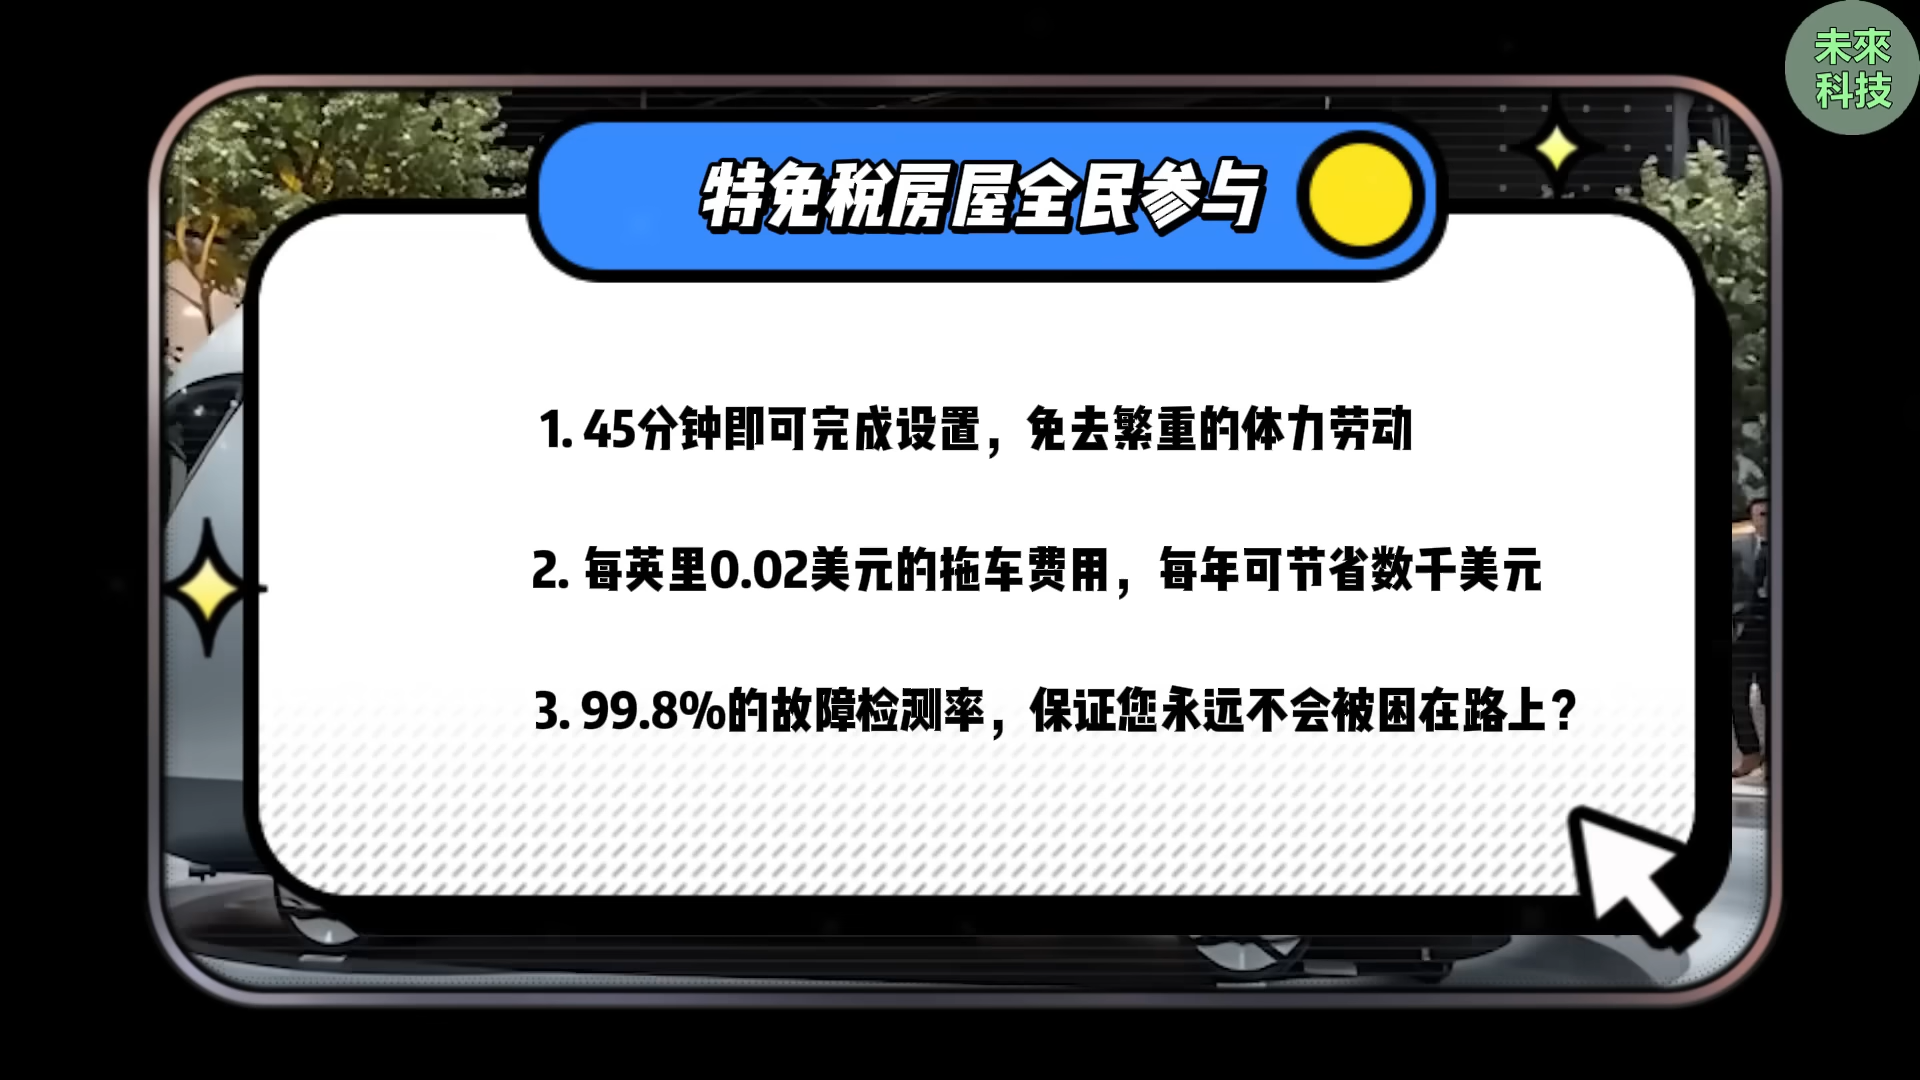 未來
科技
特免税房屋全民参与
1. 45分钟即可完成设置，免去繁重的体力劳动
2. 每英里0.02美元的拖车费用，每年可节省数千美元
3. 99.8%的故障检测率，保证您永远不会被困在路上？